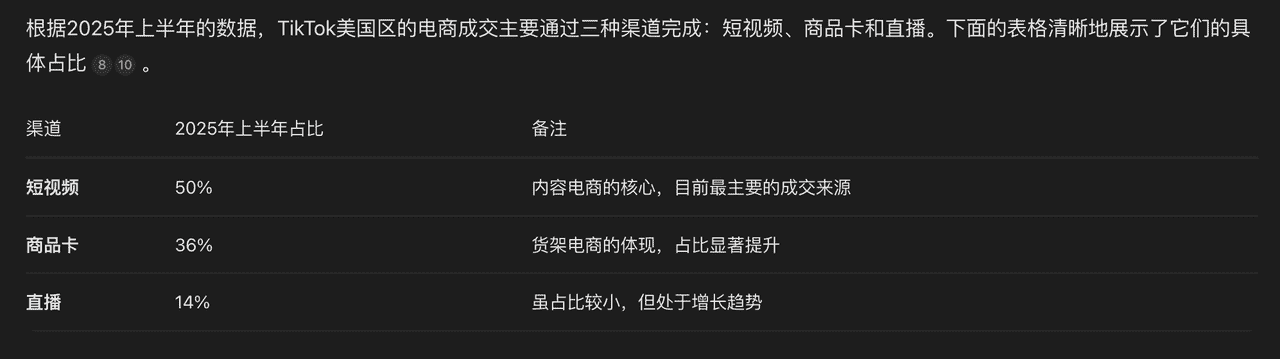 根据2025年上半年的数据，TikTok美国区的电商成交主要通过三种渠道完成：短视频、商品卡和直播。下面的表格清晰地展示了它们的具
体占比 8 10 。
渠道 2025年上半年占比 备注
短视频 50% 内容电商的核心，目前最主要的成交来源
商品卡 36% 货架电商的体现，占比显著提升
直播 14% 虽占比较小，但处于增长趋势